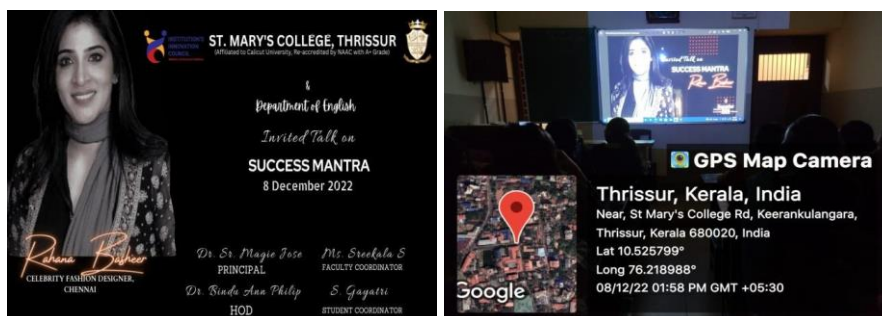 INSTITUTION'S
INNOVATION
COUNCIL
ST. MARY'S COLLEGE, THRISSUR
(Affiliated to Calicut University, Re-accredited by NAAC with A+ Grade)
&
Department of English
Invited Talk on
SUCCESS MANTRA
8 December 2022
Rahana Basheer
CELEBRITY FASHION DESIGNER,
CHENNAI
Dr. Sr. Magie Jose
PRINCIPAL
Ms. Sreekala S
FACULTY COORDINATOR
Dr. Binda Ann Philip
HOD
S. Gayatri
STUDENT COORDINATOR
Invited Talk on
SUCCESS MANTRA
Rahana Basheer
GPS Map Camera
Google
Thrissur, Kerala, India
Near, St Mary's College Rd, Keerankulangara,
Thrissur, Kerala 680020, India
Lat 10.525799°
Long 76.218988°
08/12/22 01:58 PM GMT +05:30